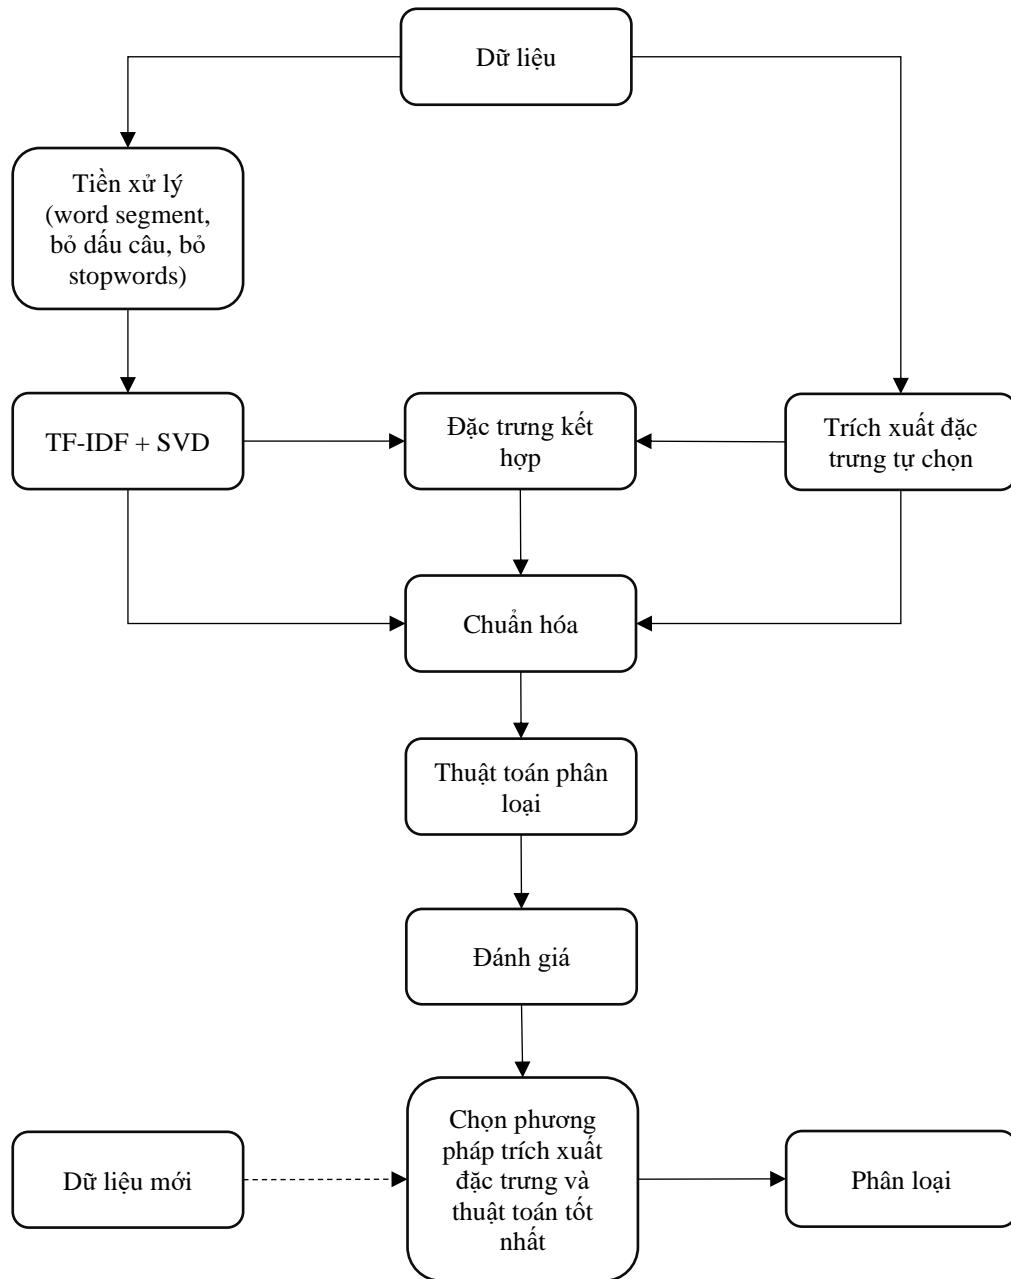 Dữ liệu
Tiền xử lý
(word segment,
bỏ dấu câu, bỏ
stopwords)
TF-IDF + SVD
Đặc trưng kết
hợp
Trích xuất đặc
trưng tự chọn
Chuẩn hóa
Thuật toán phân
loại
Đánh giá
Dữ liệu mới
Chọn phương
pháp trích xuất
đặc trưng và
thuật toán tốt
nhất
Phân loại